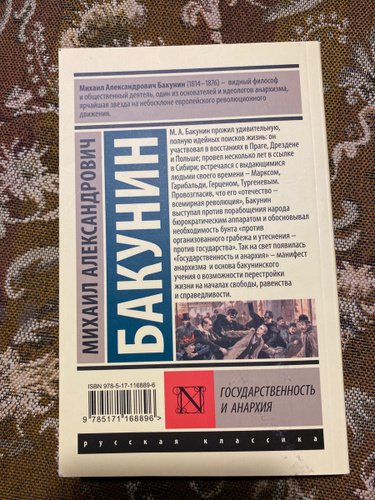 Михаил Александрович Бакунин (1814–1876) – видный философ
и общественный деятель, один из основателей и идеологов анархизма,
ярчайшая звезда на небосклоне европейского революционного
движения.
МИХАИЛ АЛЕКСАНДРОВИЧ
БАКУНИН
М. А. Бакунин прожил удивительную,
полную идейных поисков жизнь: он
участвовал в восстаниях в Праге, Дрездене
и Польше; провел несколько лет в ссылке
в Сибири; встречался с выдающимися
людьми своего времени – Марксом,
Гарибальди, Герценом, Тургеневым.
Провозгласив, что его «отечество –
всемирная революция», Бакунин
выступал против порабощения народа
бюрократическим аппаратом и обосновывал
необходимость бунта «против
организованного грабежа и утеснения –
против государства». Так на свет появилась
«Государственность и анархия» – манифест
анархизма и основа бакунинского
учения о возможности перестройки
жизни на началах свободы, равенства
и справедливости.
ISBN 978-5-17-116889-6
9 785171 168896 >
N
ГОСУДАРСТВЕННОСТЬ
И АНАРХИЯ
русская классика